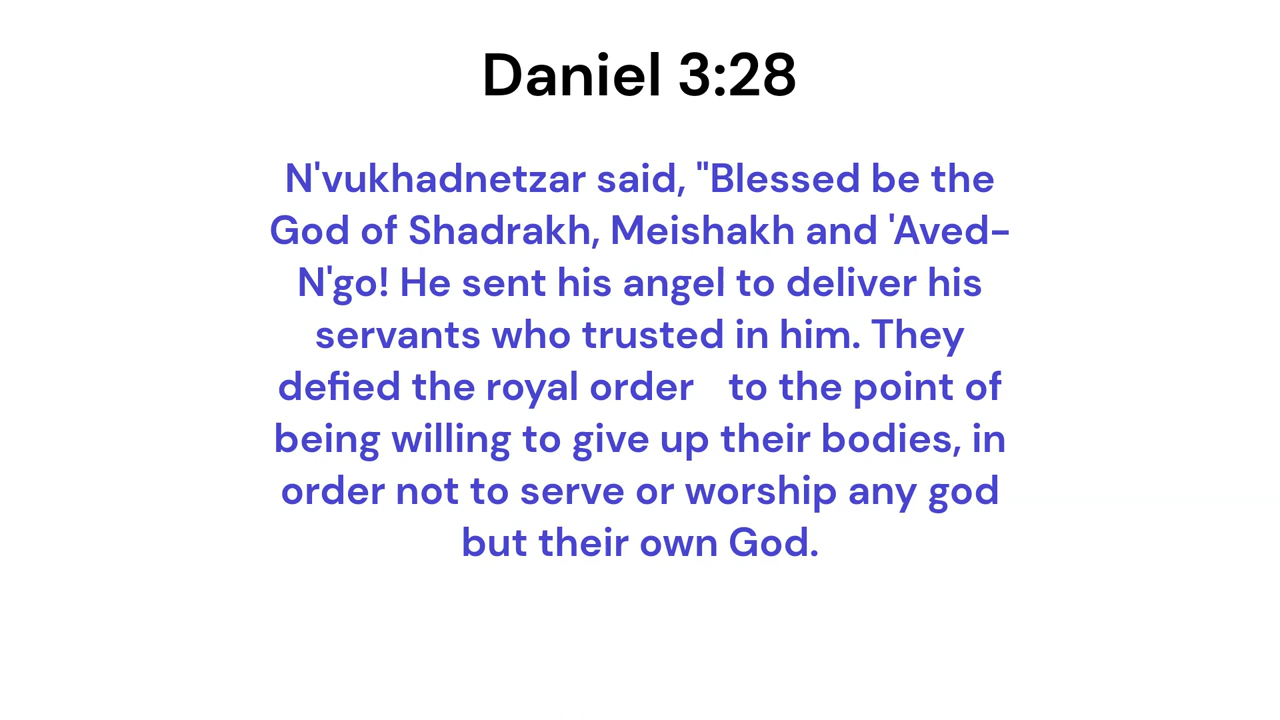 Daniel 3:28
N'vukhadnetzar said, "Blessed be the
God of Shadrakh, Meishakh and 'Aved-
N'go! He sent his angel to deliver his
servants who trusted in him. They
defied the royal order   to the point of
being willing to give up their bodies, in
order not to serve or worship any god
but their own God.